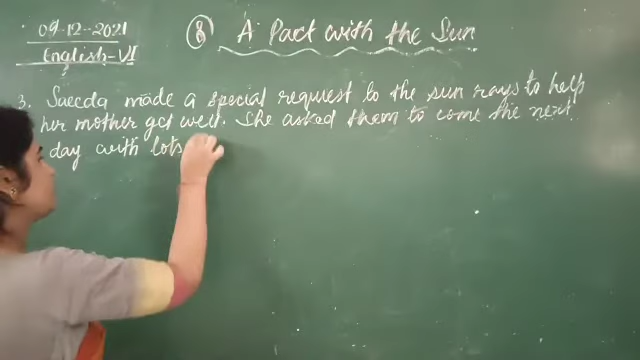 09-12-2021
English-VI
8 A Pact with the Sun
3. Saeeda made a special request to the sun rays to help
her mother get well. She asked them to come the next
day with lots